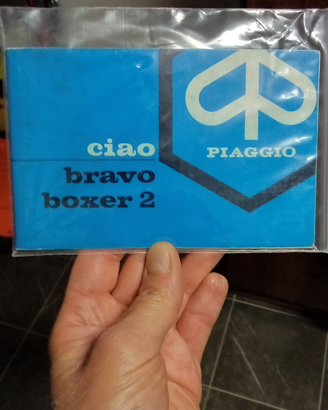 ciao
bravo
boxer 2
PIAGGIO